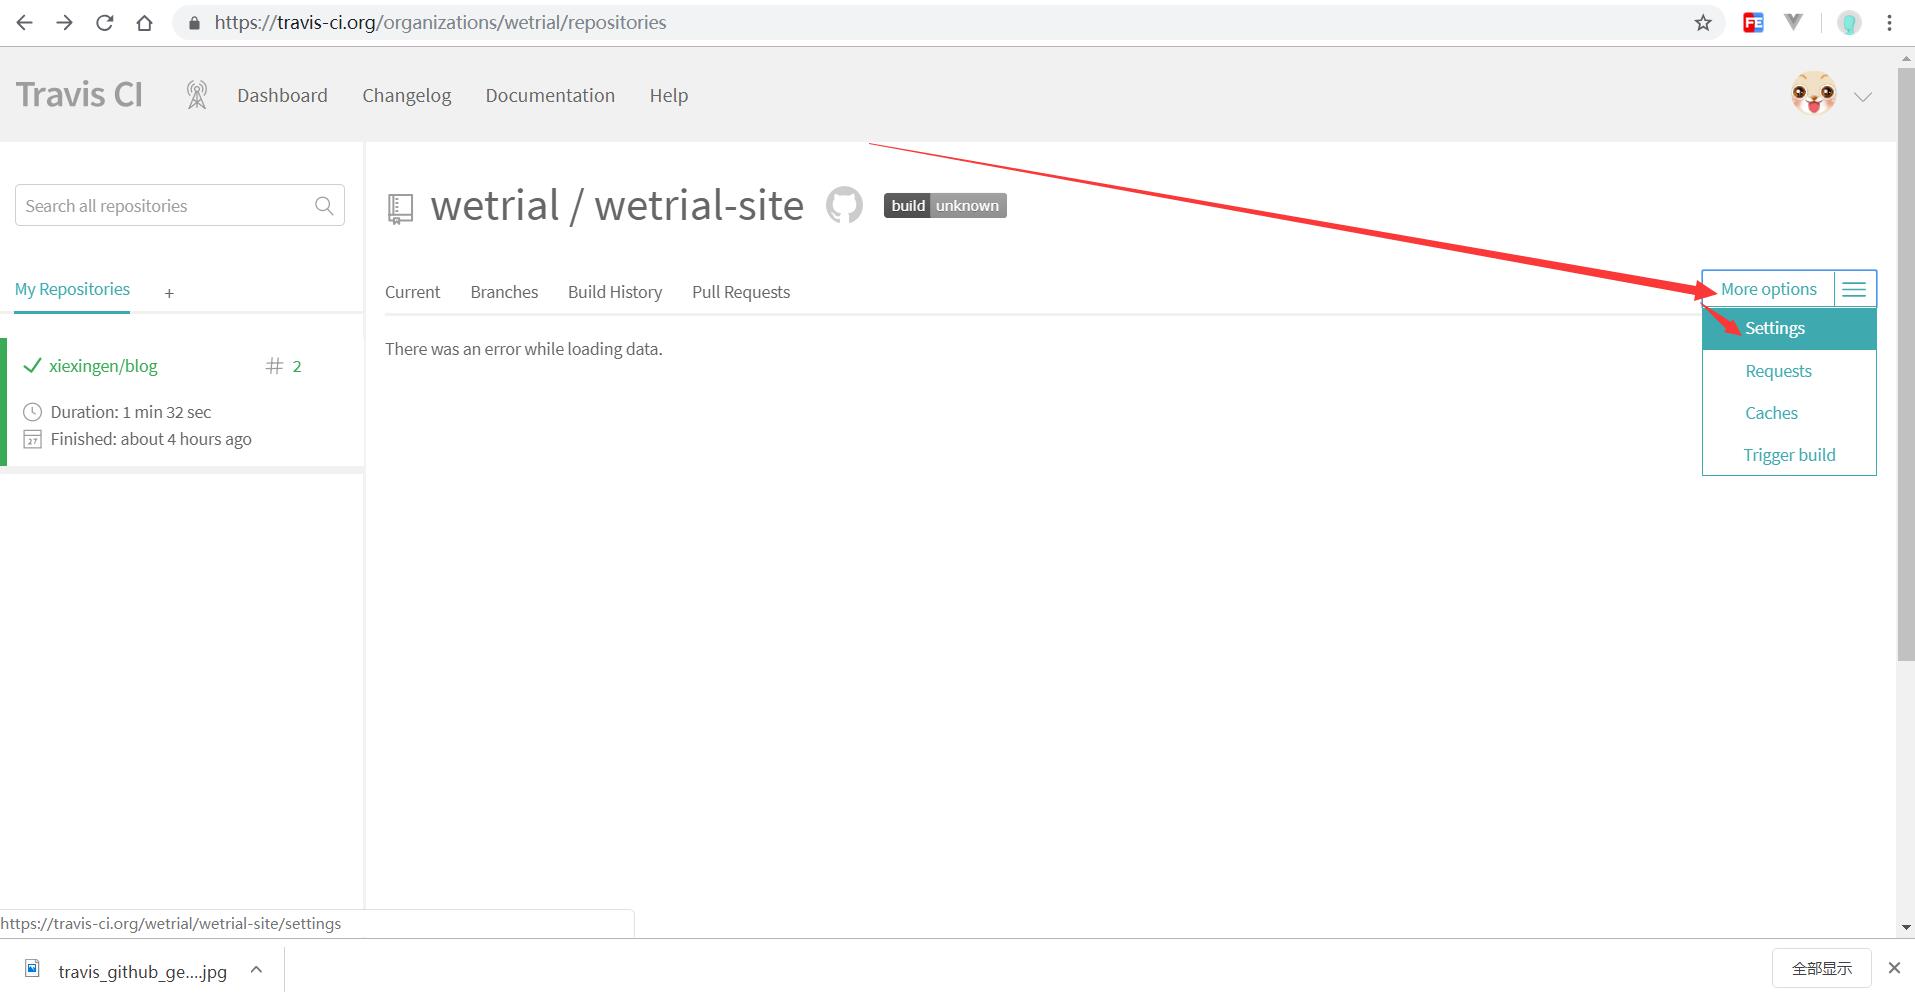 https://travis-ci.org/organizations/wetrial/repositories
Travis CI
Dashboard
Changelog
Documentation
Help
Search all repositories
wetrial / wetrial-site
build unknown
My Repositories
+
Current
Branches
Build History
Pull Requests
More options
Settings
Requests
Caches
Trigger build
There was an error while loading data.
xiexingen/blog
# 2
Duration: 1 min 32 sec
27
Finished: about 4 hours ago
https://travis-ci.org/wetrial/wetrial-site/settings
travis_github_ge....jpg
全部显示
FE